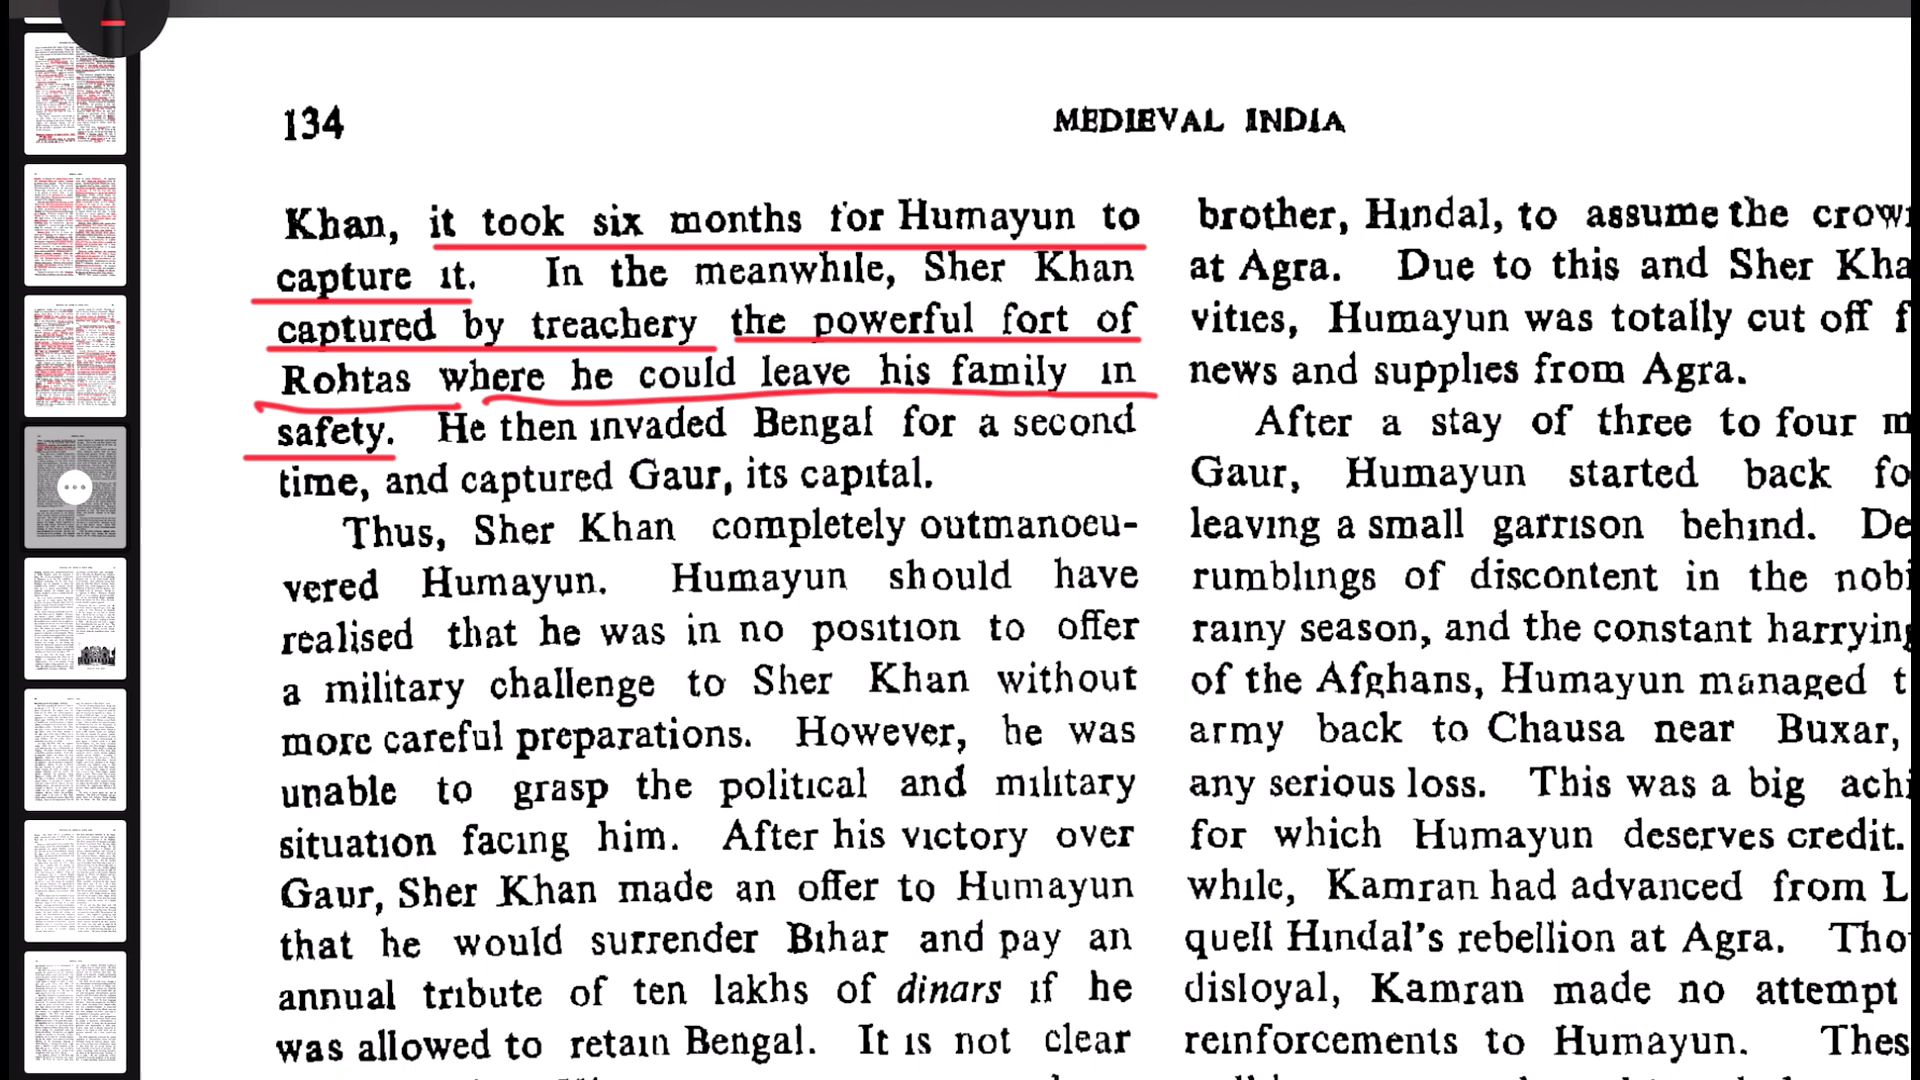 134
MEDIEVAL INDIA
Khan, it took six months for Humayun to
capture it. In the meanwhile, Sher Khan
captured by treachery the powerful fort of
Rohtas where he could leave his family in
safety. He then invaded Bengal for a second
time, and captured Gaur, its capital.
Thus, Sher Khan completely outmanoeu-
vered Humayun. Humayun should have
realised that he was in no position to offer
a military challenge to Sher Khan without
more careful preparations. However, he was
unable to grasp the political and military
situation facing him. After his victory over
Gaur, Sher Khan made an offer to Humayun
that he would surrender Bihar and pay an
annual tribute of ten lakhs of dinars if he
was allowed to retain Bengal. It is not clear
brother, Hindal, to assume the crow
at Agra. Due to this and Sher Kha
vities, Humayun was totally cut off f
news and supplies from Agra.
After a stay of three to four m
Gaur, Humayun started back fo
leaving a small garrison behind. De
rumblings of discontent in the nobi
rainy season, and the constant harrying
of the Afghans, Humayun managed t
army back to Chausa near Buxar,
any serious loss. This was a big achi
for which Humayun deserves credit.
while, Kamran had advanced from L
quell Hindal's rebellion at Agra. Tho
disloyal, Kamran made no attempt
reinforcements to Humayun. Thes